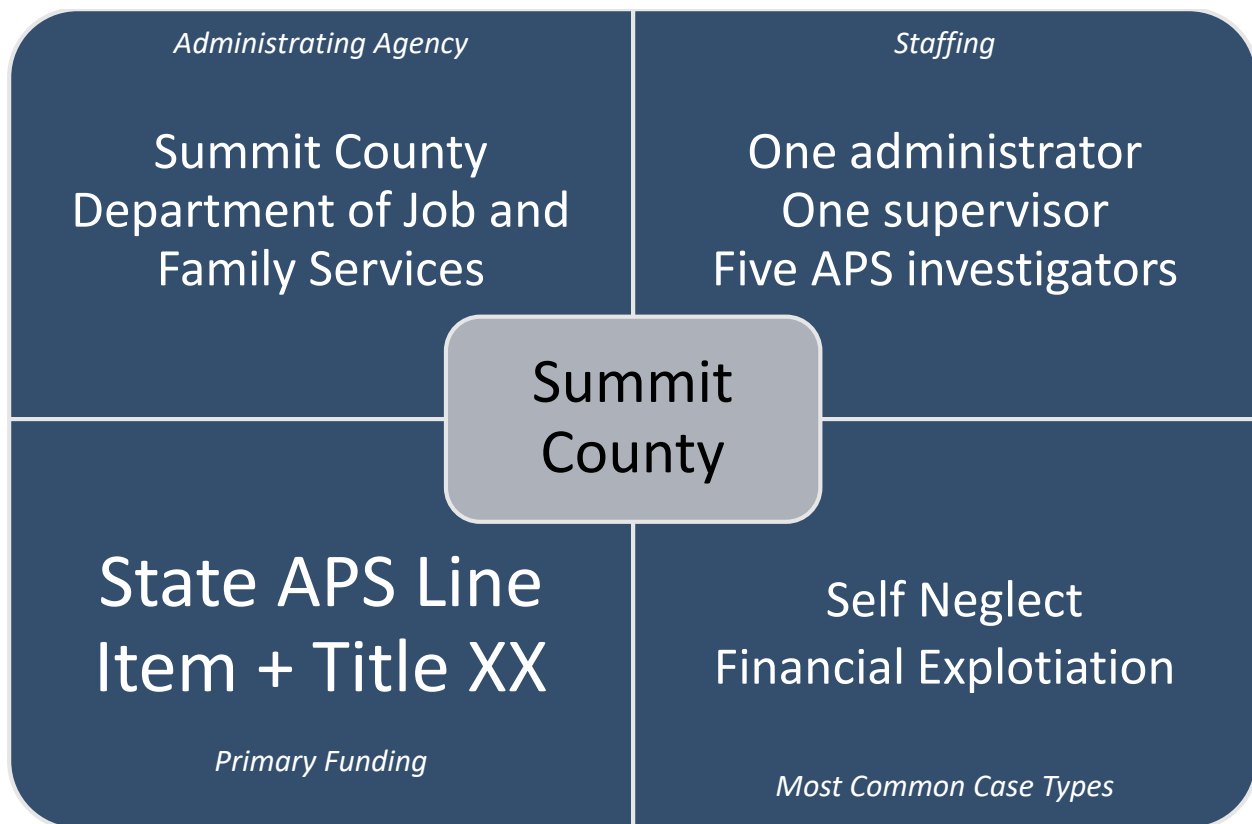 Administrating Agency
Summit County
Department of Job and
Family Services
Staffing
One administrator
One supervisor
Five APS investigators
Summit
County
State APS Line
Item + Title XX
Primary Funding
Self Neglect
Financial Explotiation
Most Common Case Types